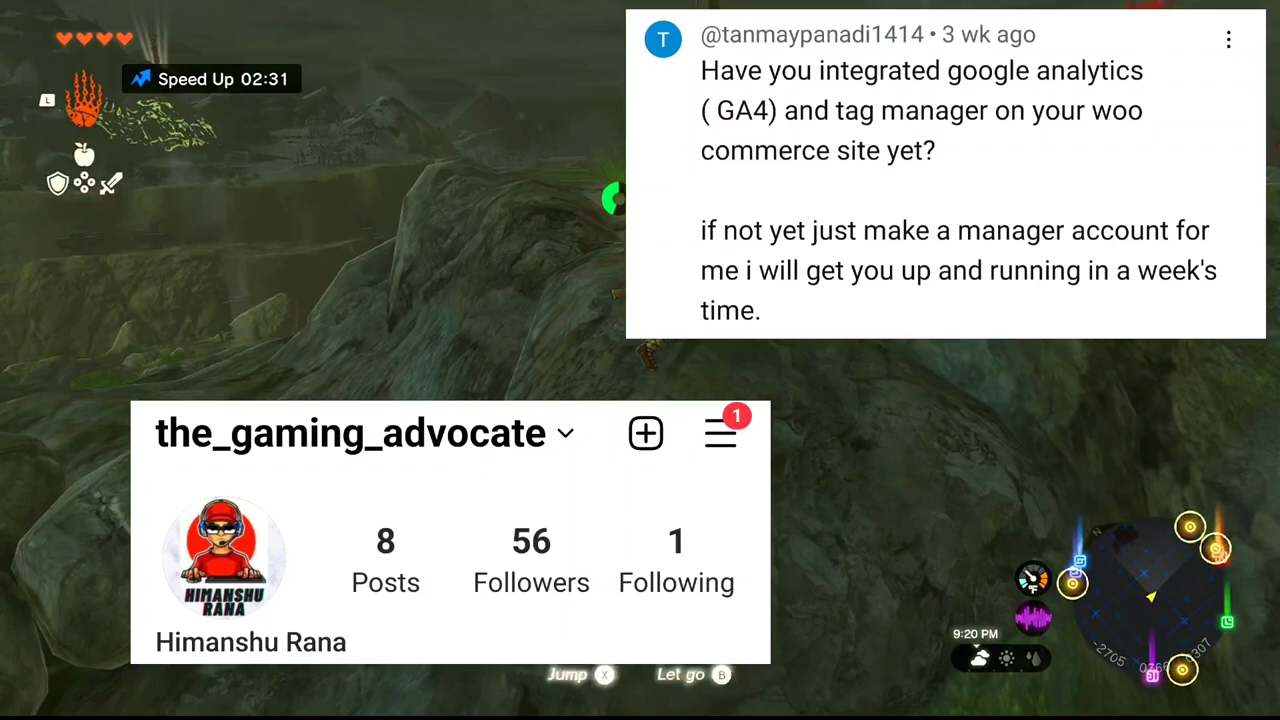 Speed Up 02:31
L
T
@tanmaypanadi1414 • 3 wk ago
Have you integrated google analytics
( GA4) and tag manager on your woo
commerce site yet?
if not yet just make a manager account for
me i will get you up and running in a week's
time.
the_gaming_advocate
1
8
56
1
Posts
Followers
Following
HIMANSHU
RANA
Himanshu Rana
Jump X
Let go B
N
°F
9:20 PM
-2705
0307